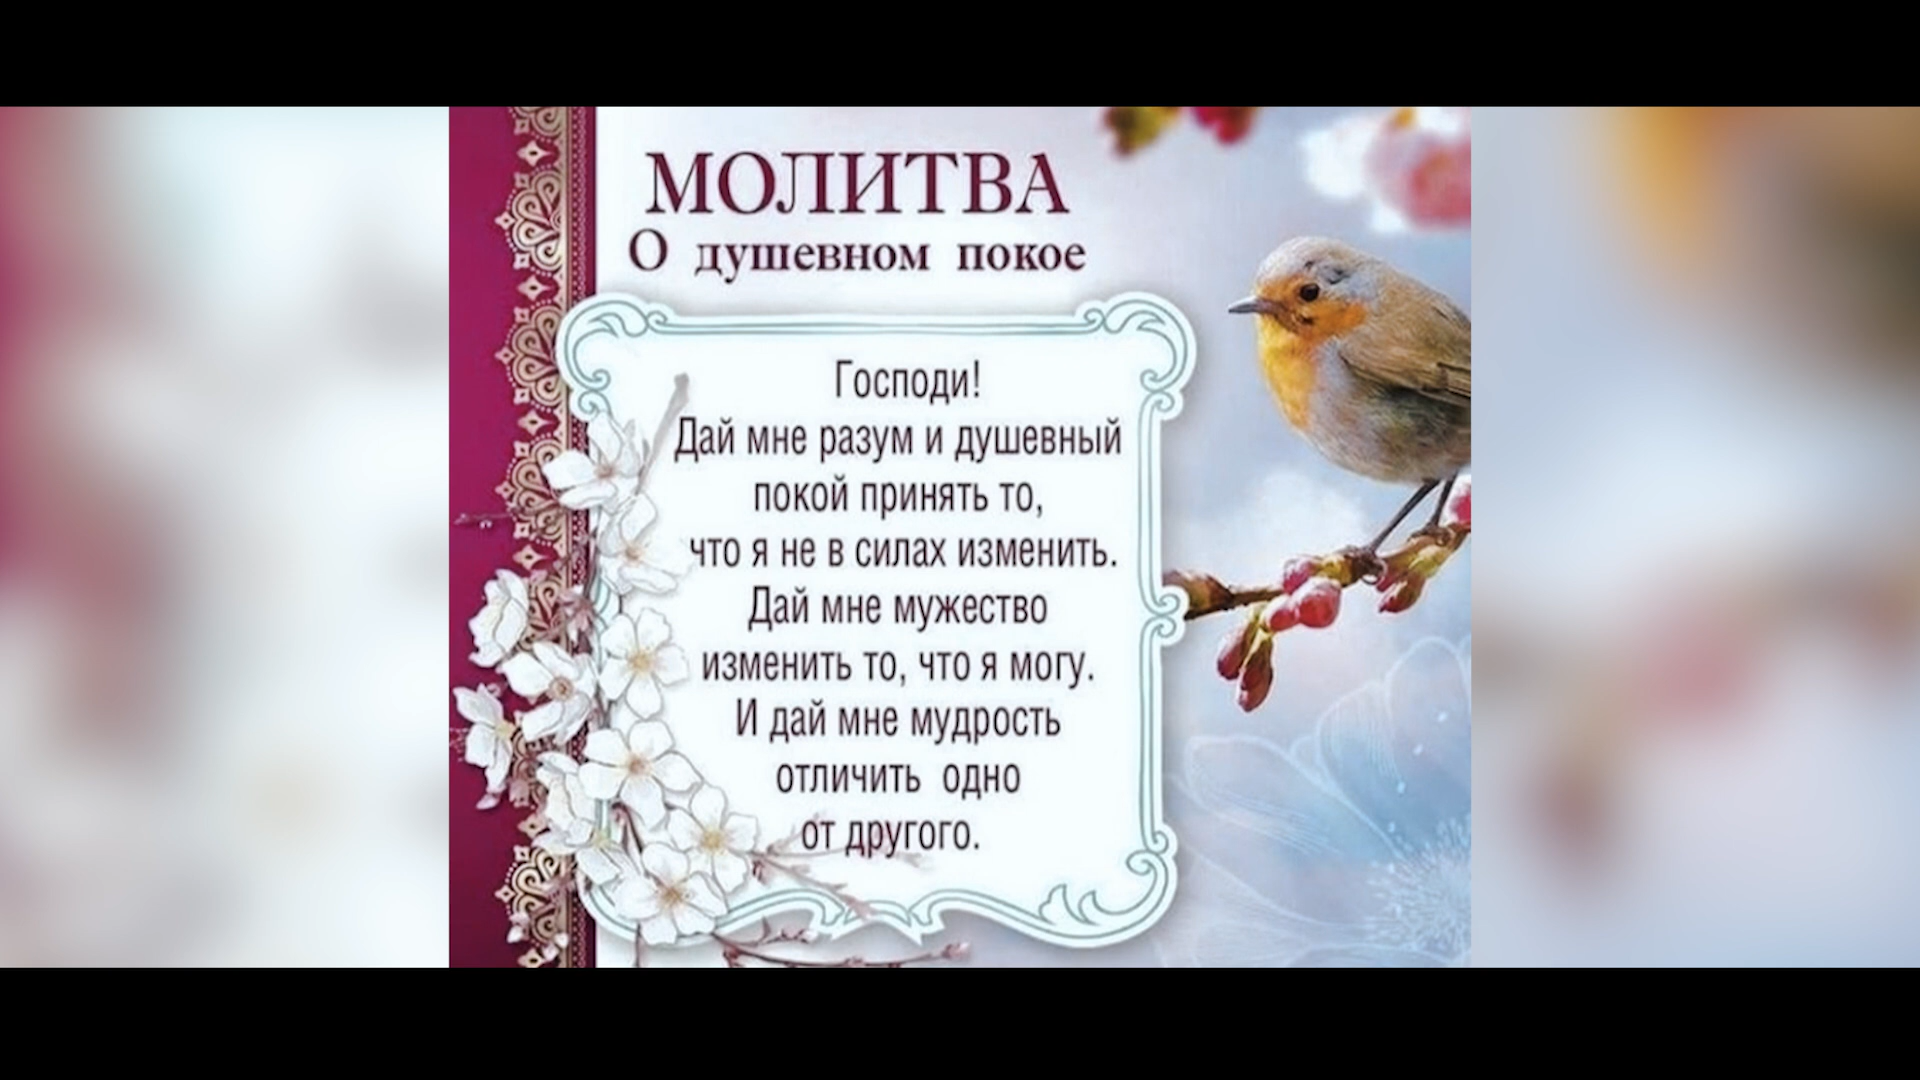 МОЛИТВА
О душевном покое
Господи!
Дай мне разум и душевный
покой принять то,
что я не в силах изменить.
Дай мне мужество
изменить то, что я могу.
И дай мне мудрость
отличить одно
от другого.